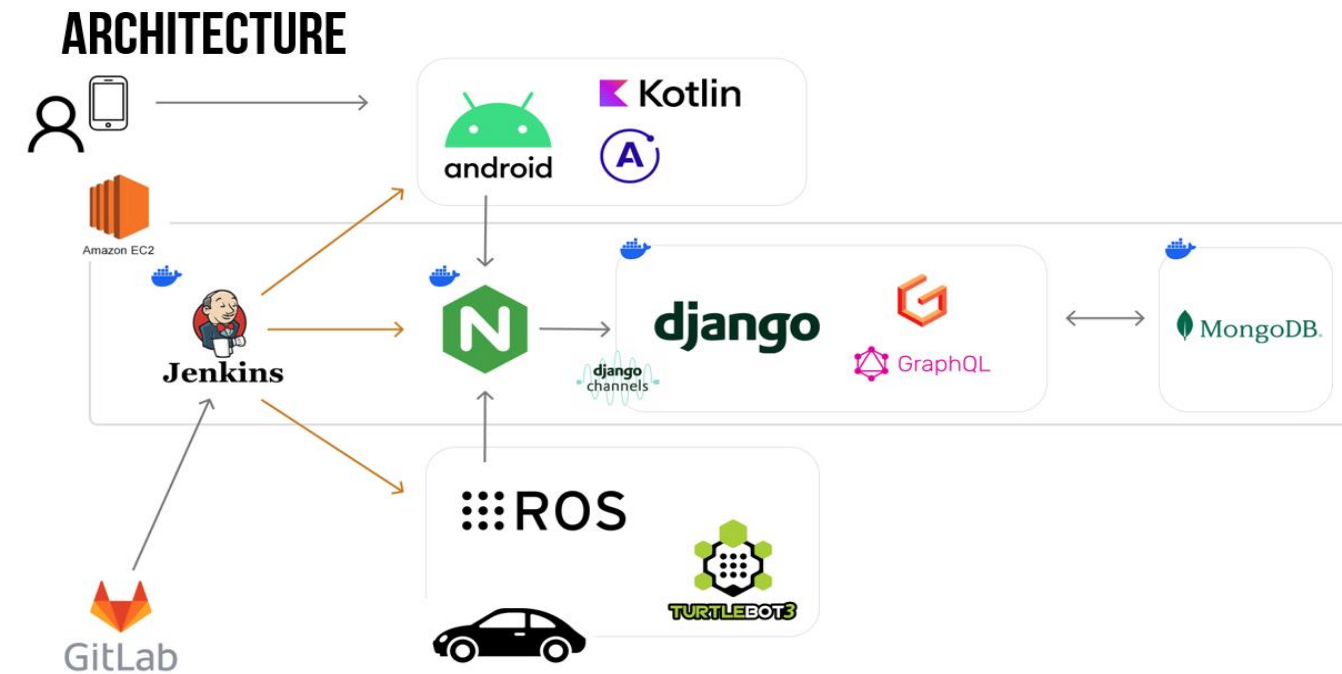 ARCHITECTURE
Kotlin
A
android
Amazon EC2
Jenkins
N
django
GraphQL
django
channels
MongoDB.
ROS
TURTLEBOT3
GitLab